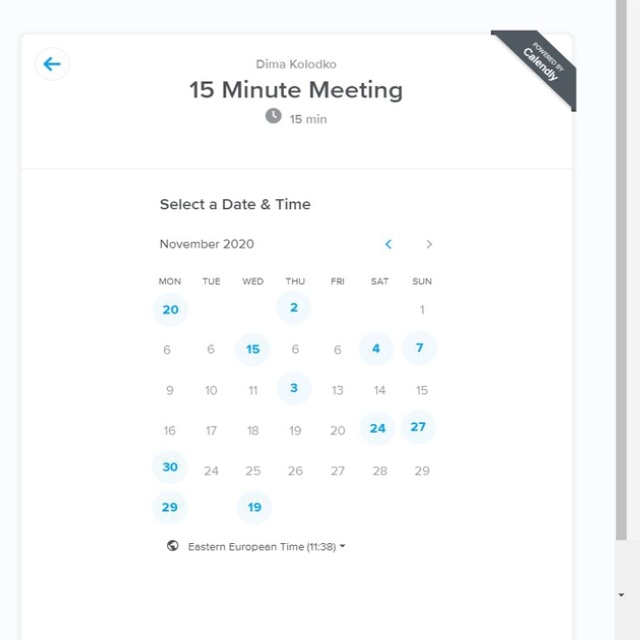 POWERED BY
Calendly
Dima Kolodko
15 Minute Meeting
15 min
Select a Date & Time
November 2020
MON TUE WED THU FRI SAT SUN
20 2 1
6 6 15 6 6 4 7
9 10 11 3 13 14 15
16 17 18 19 20 24 27
30 24 25 26 27 28 29
29 19
Eastern European Time (11:38)